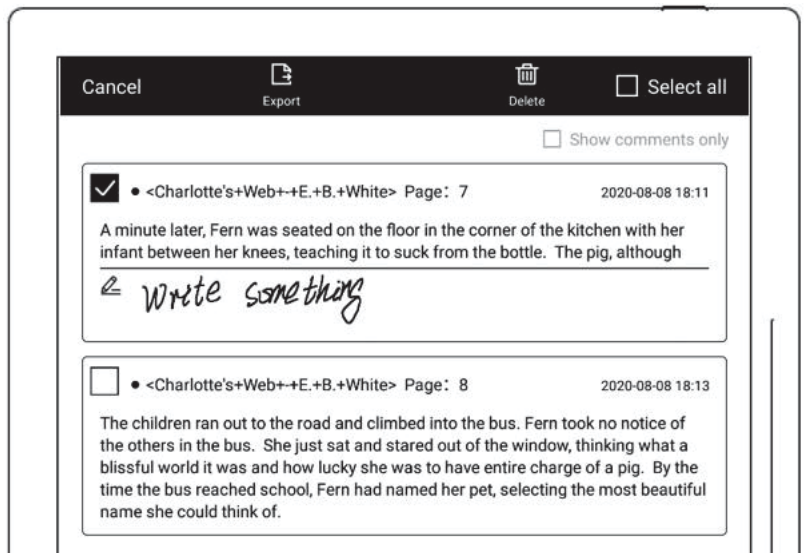 Cancel Export Delete Select all
Show comments only
● <Charlotte's+Web+-+E.+B.+White> Page: 7 2020-08-08 18:11
A minute later, Fern was seated on the floor in the corner of the kitchen with her
infant between her knees, teaching it to suck from the bottle. The pig, although
Write something
● <Charlotte's+Web+-+E.+B.+White> Page: 8 2020-08-08 18:13
The children ran out to the road and climbed into the bus. Fern took no notice of
the others in the bus. She just sat and stared out of the window, thinking what a
blissful world it was and how lucky she was to have entire charge of a pig. By the
time the bus reached school, Fern had named her pet, selecting the most beautiful
name she could think of.